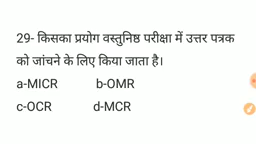 29- किसका प्रयोग वस्तुनिष्ठ परीक्षा में उत्तर पत्रक
को जांचने के लिए किया जाता है।
a-MICR b-OMR
c-OCR d-MCR